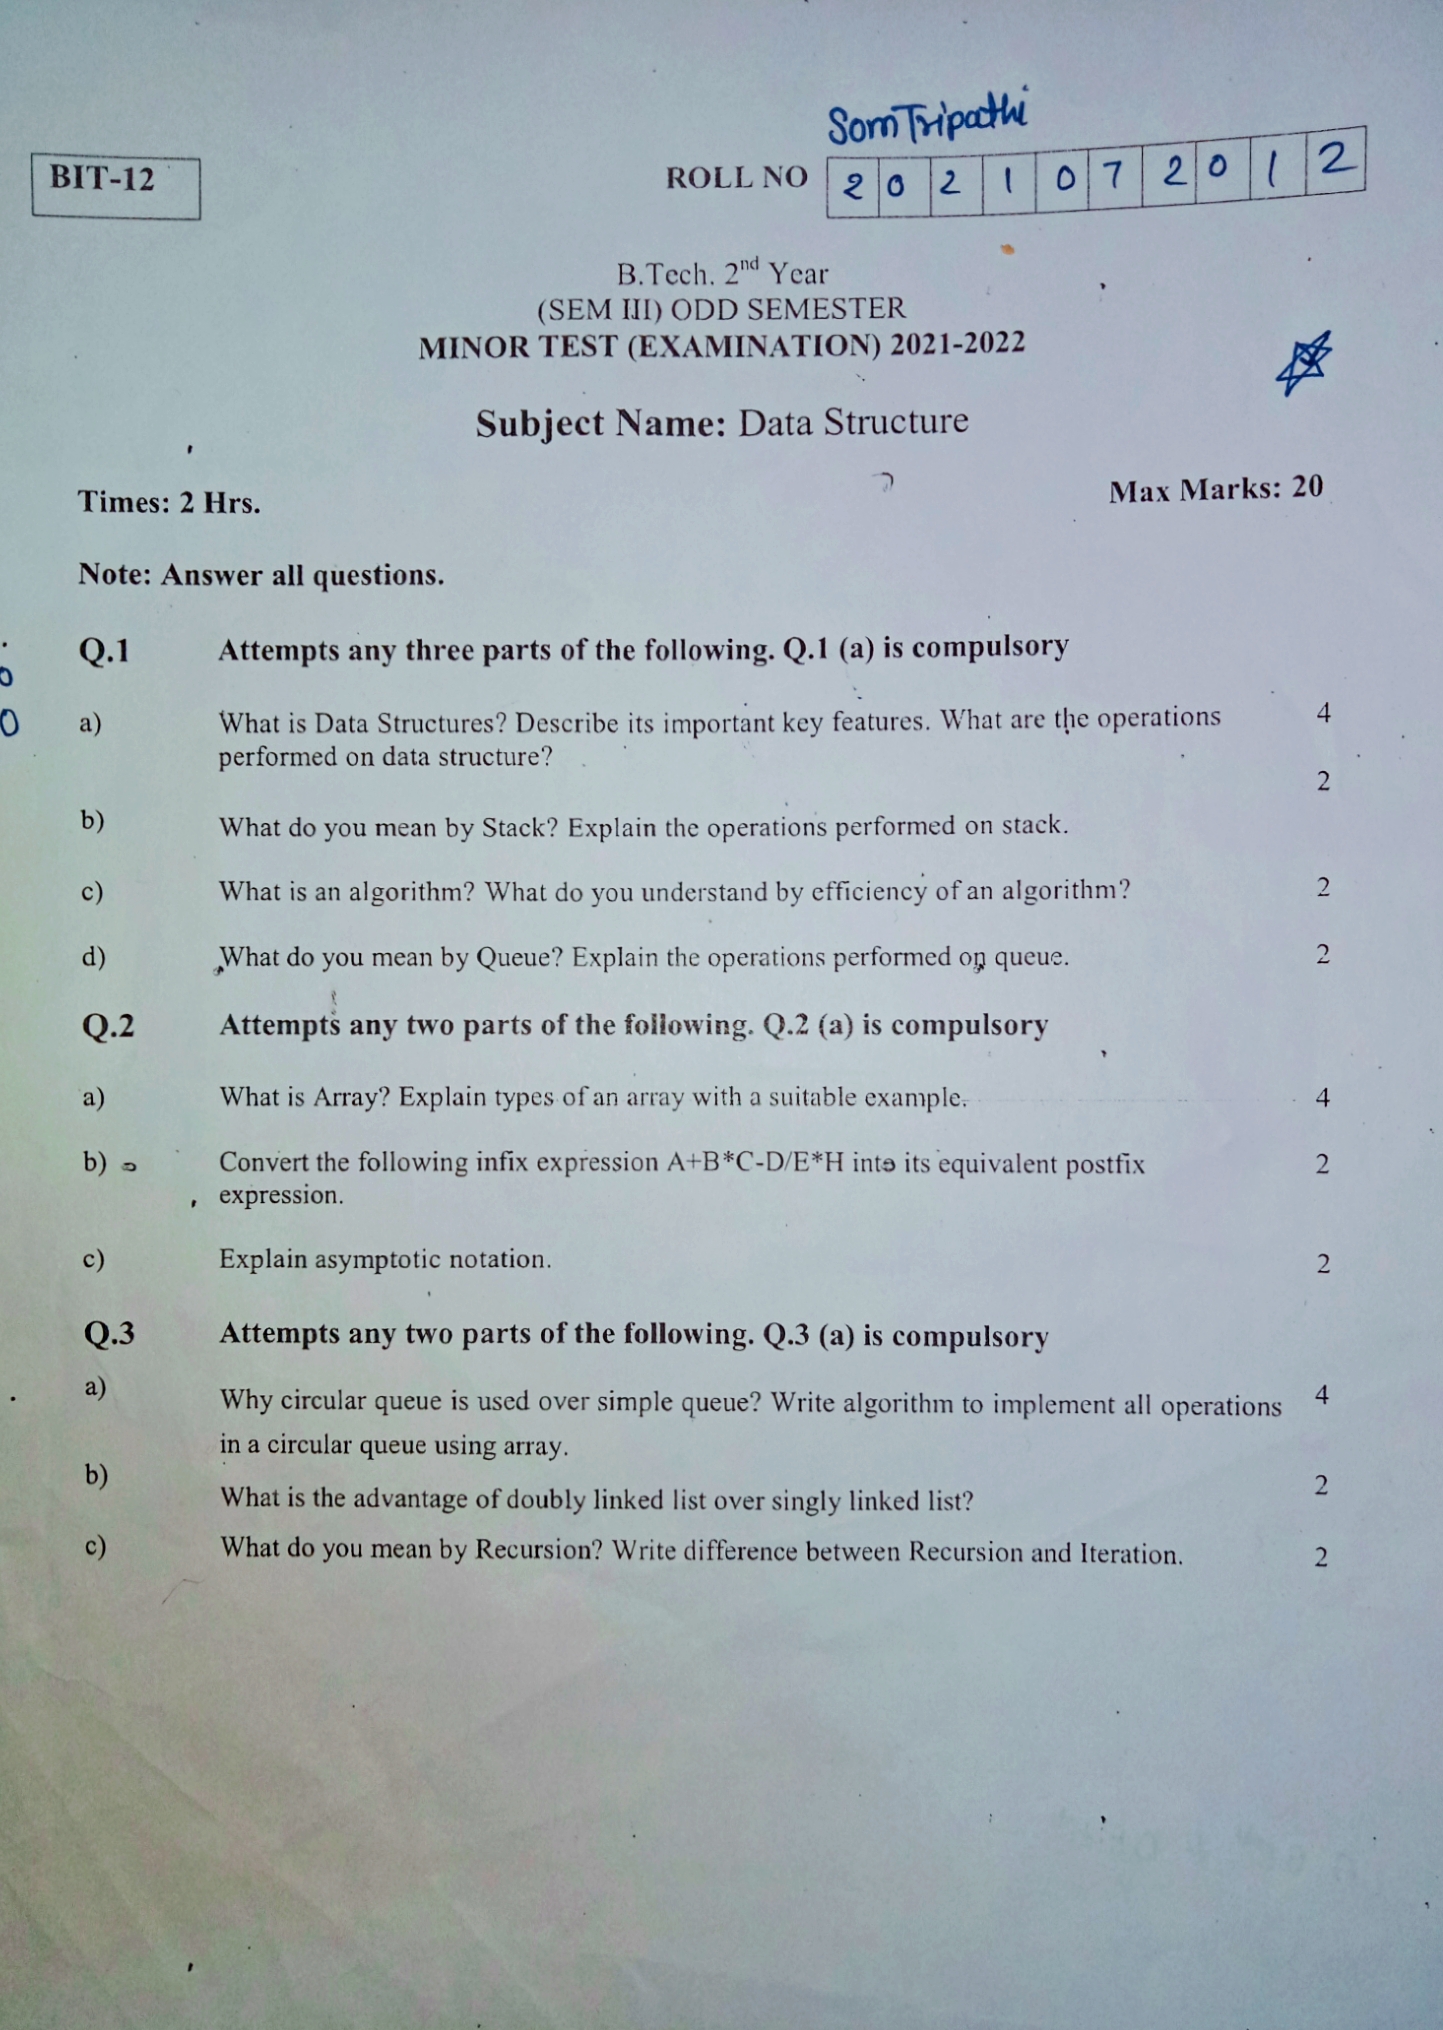 Som Tripathi
BIT-12
ROLL NO 2 0 2 1 0 7 2 0 1 2
B.Tech. 2nd Year
(SEM III) ODD SEMESTER
MINOR TEST (EXAMINATION) 2021-2022
Subject Name: Data Structure
Times: 2 Hrs. Max Marks: 20
Note: Answer all questions.
Q.1 Attempts any three parts of the following. Q.1 (a) is compulsory
a) What is Data Structures? Describe its important key features. What are the operations 4
performed on data structure?
2
b) What do you mean by Stack? Explain the operations performed on stack.
c) What is an algorithm? What do you understand by efficiency of an algorithm? 2
d) What do you mean by Queue? Explain the operations performed on queue. 2
Q.2 Attempts any two parts of the following. Q.2 (a) is compulsory
a) What is Array? Explain types of an array with a suitable example. 4
b) Convert the following infix expression A+B*C-D/E*H into its equivalent postfix 2
expression.
c) Explain asymptotic notation. 2
Q.3 Attempts any two parts of the following. Q.3 (a) is compulsory
a) Why circular queue is used over simple queue? Write algorithm to implement all operations 4
in a circular queue using array.
b) What is the advantage of doubly linked list over singly linked list? 2
c) What do you mean by Recursion? Write difference between Recursion and Iteration. 2